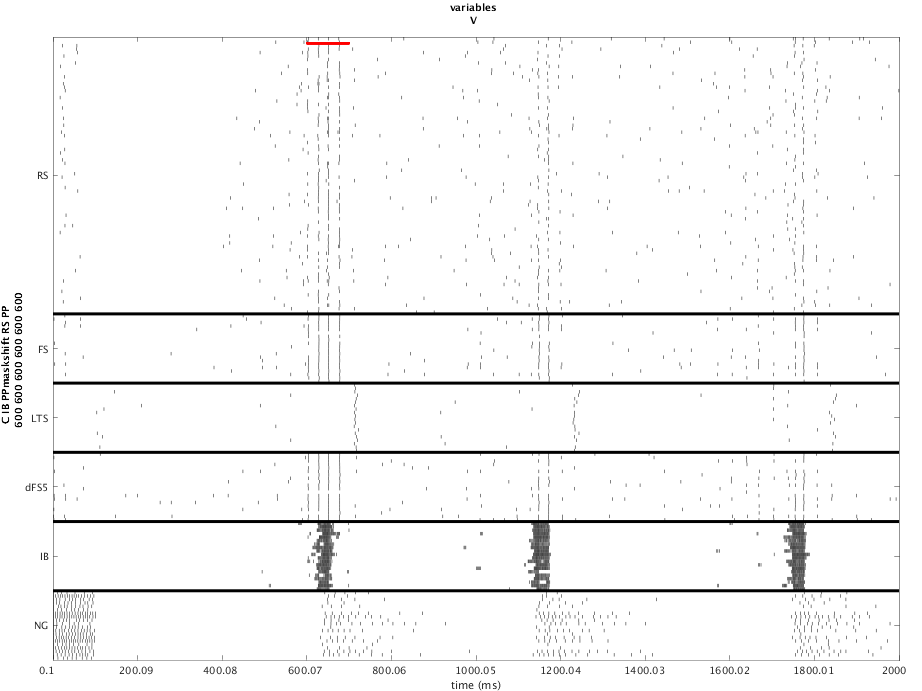 variables
V
C IB PPmaskshift RS PP
600 600 600 600 600 600 600
RS
FS
LTS
dFS5
IB
NG
0.1 200.09 400.08 600.07 800.06 1000.05 1200.04 1400.03 1600.02 1800.01 2000
time (ms)